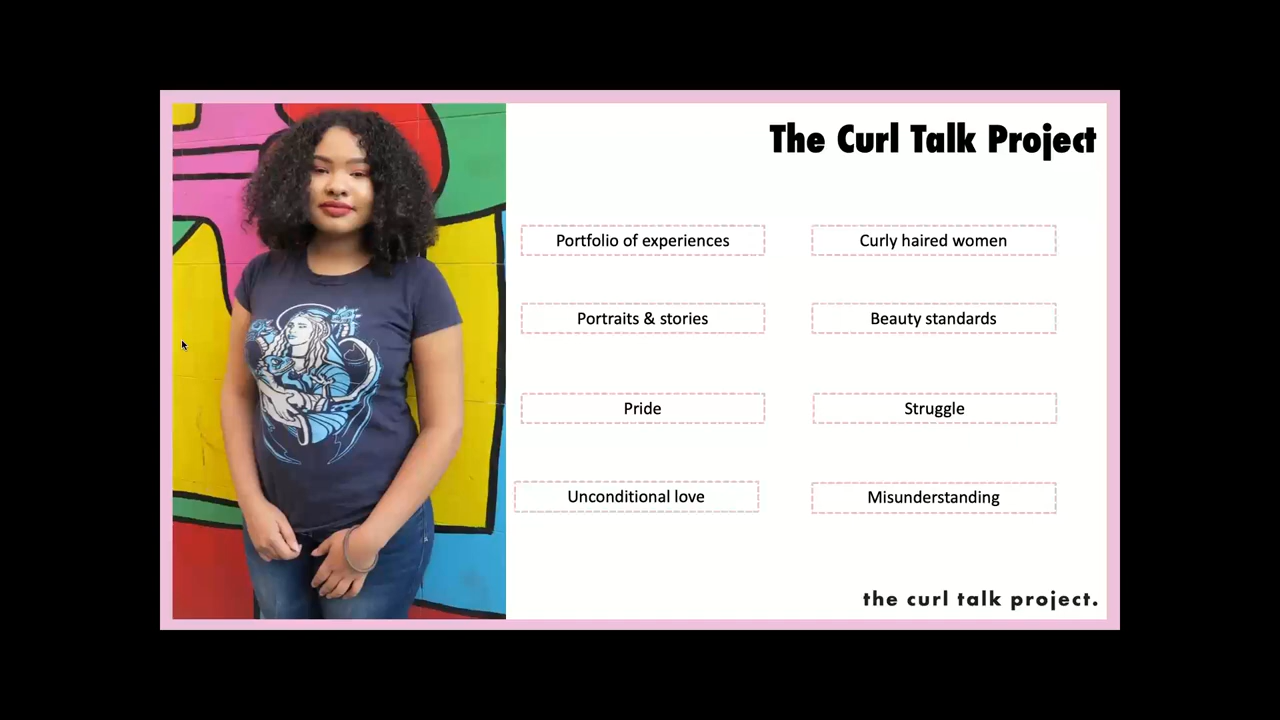 The Curl Talk Project
Portfolio of experiences
Curly haired women
Portraits & stories
Beauty standards
Pride
Struggle
Unconditional love
Misunderstanding
the curl talk project.